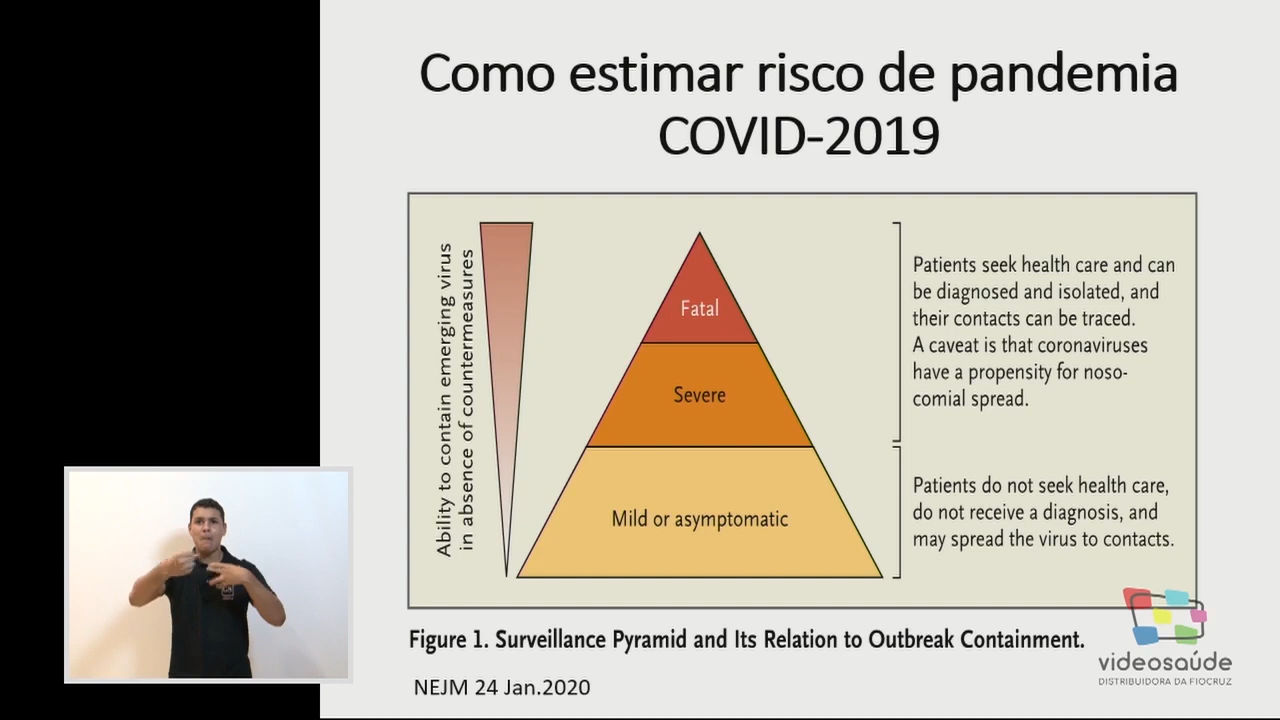 Como estimar risco de pandemia
COVID-2019
Ability to contain emerging virus
in absence of countermeasures
Fatal
Severe
Mild or asymptomatic
Patients seek health care and can
be diagnosed and isolated, and
their contacts can be traced.
A caveat is that coronaviruses
have a propensity for noso-
comial spread.
Patients do not seek health care,
do not receive a diagnosis, and
may spread the virus to contacts.
Figure 1. Surveillance Pyramid and Its Relation to Outbreak Containment.
NEJM 24 Jan.2020
videosaúde
DISTRIBUIDORA DA FIOCRUZ